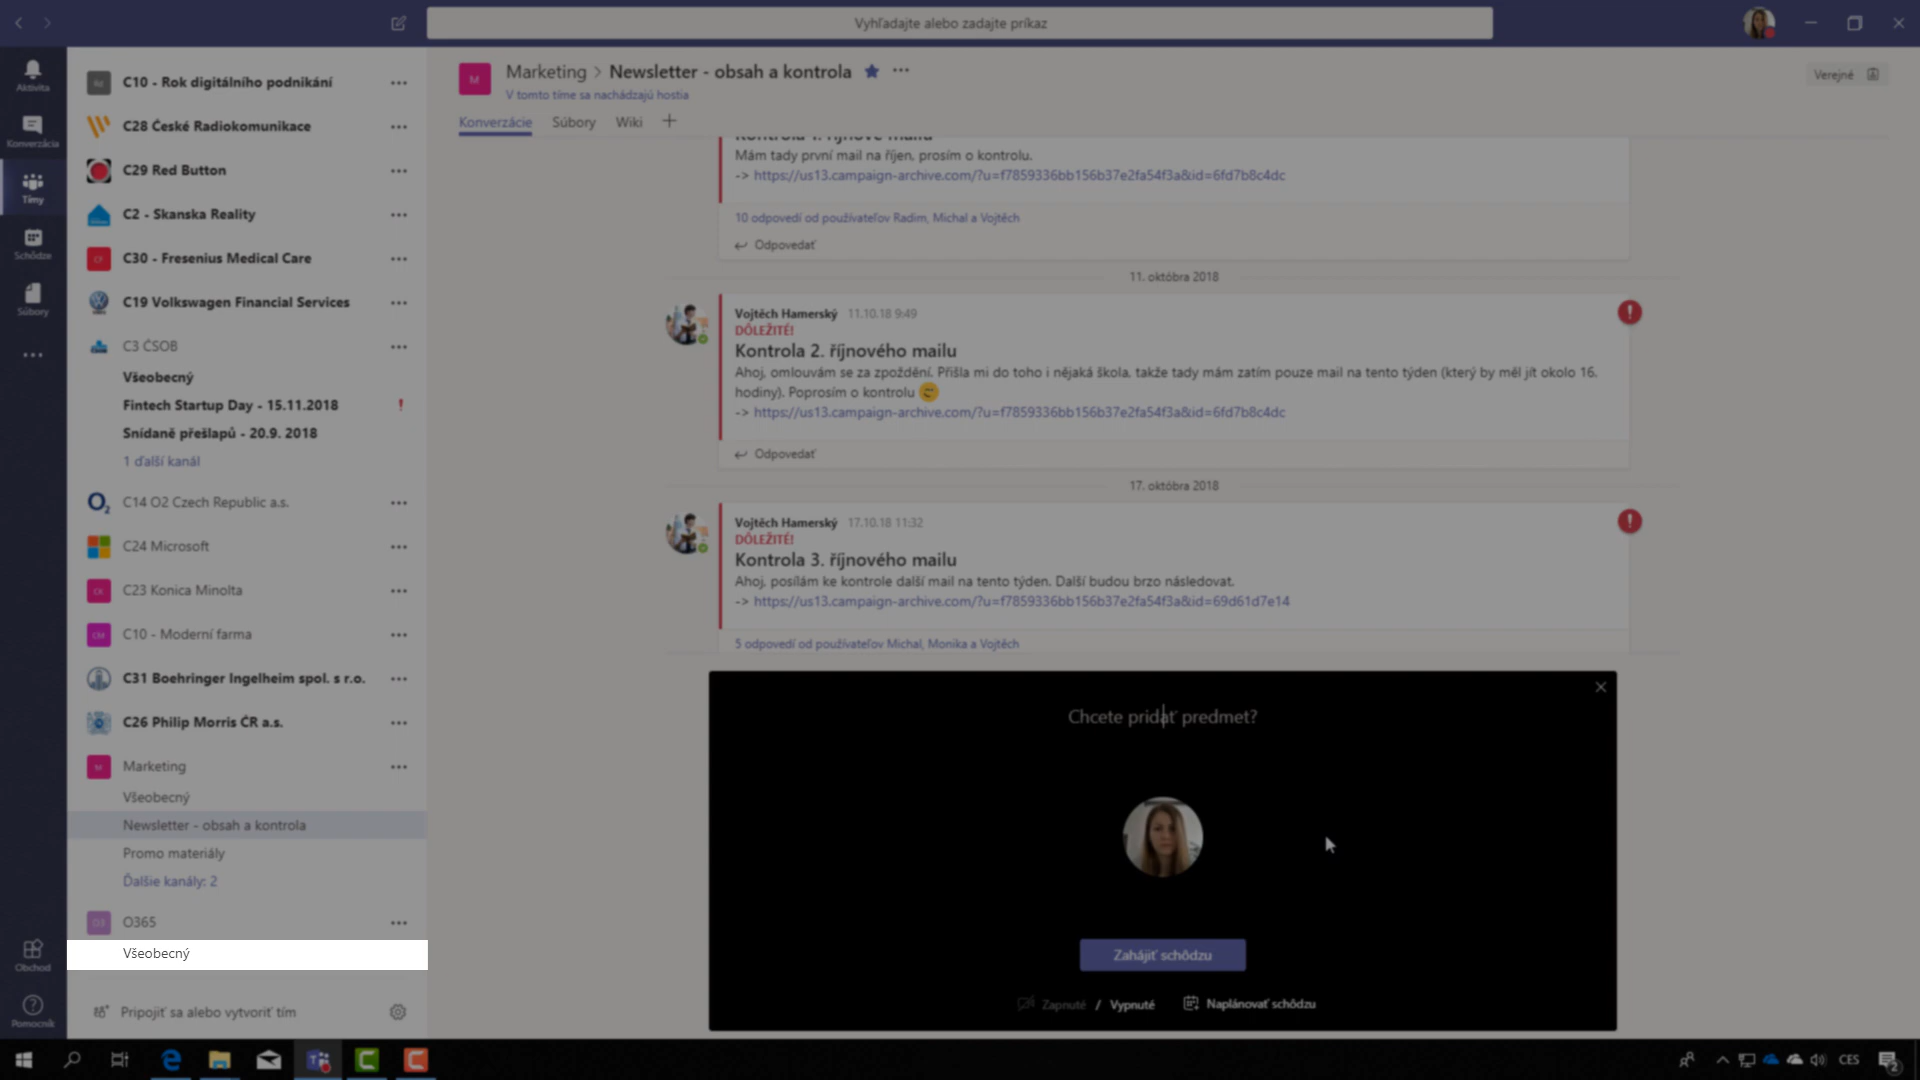 Vyhľadajte alebo zadajte príkaz
Aktivita
Konverzácia
Tímy
Schôdze
Súbory
Obchod
Pomocník
C10 - Rok digitálního podnikání
C28 České Radiokomunikace
C29 Red Button
C2 - Skanska Reality
C30 - Fresenius Medical Care
C19 Volkswagen Financial Services
C3 ČSOB
Všeobecný
Fintech Startup Day - 15.11.2018
Snídaně přešlapů - 20.9. 2018
1 ďalší kanál
C14 O2 Czech Republic a.s.
C24 Microsoft
C23 Konica Minolta
C10 - Moderní farma
C31 Boehringer Ingelheim spol. s r.o.
C26 Philip Morris ČR a.s.
Marketing
Všeobecný
Newsletter - obsah a kontrola
Promo materiály
Ďalšie kanály: 2
O365
Všeobecný
Pripojiť sa alebo vytvoriť tím
M
Marketing > Newsletter - obsah a kontrola
V tomto tíme sa nachádzajú hostia
Verejné
Konverzácie Súbory Wiki
Kontrola 1. říjnové mailu
Mám tady první mail na říjen, prosím o kontrolu.
-> https://us13.campaign-archive.com/?u=f7859336bb156b37e2fa54f3a&id=6fd7b8c4dc
10 odpovedí od používateľov Radim, Michal a Vojtěch
Odpovedať
11. októbra 2018
Vojtěch Hamerský 11.10.18 9:49
DÔLEŽITÉ!
Kontrola 2. říjnového mailu
Ahoj, omlouvám se za zpoždění. Přišla mi do toho i nějaká škola, takže tady mám zatím pouze mail na tento týden (který by měl jít okolo 16.
hodiny). Poprosím o kontrolu
-> https://us13.campaign-archive.com/?u=f7859336bb156b37e2fa54f3a&id=6fd7b8c4dc
Odpovedať
17. októbra 2018
Vojtěch Hamerský 17.10.18 11:32
DÔLEŽITÉ!
Kontrola 3. říjnového mailu
Ahoj, posílám ke kontrole další mail na tento týden. Další budou brzo následovat.
-> https://us13.campaign-archive.com/?u=f7859336bb156b37e2fa54f3a&id=69d61d7e14
5 odpovedí od používateľov Michal, Monika a Vojtěch
Chcete pridať predmet?
Zahájiť schôdzu
Zapnuté / Vypnuté Naplánovať schôdzu
CES
2